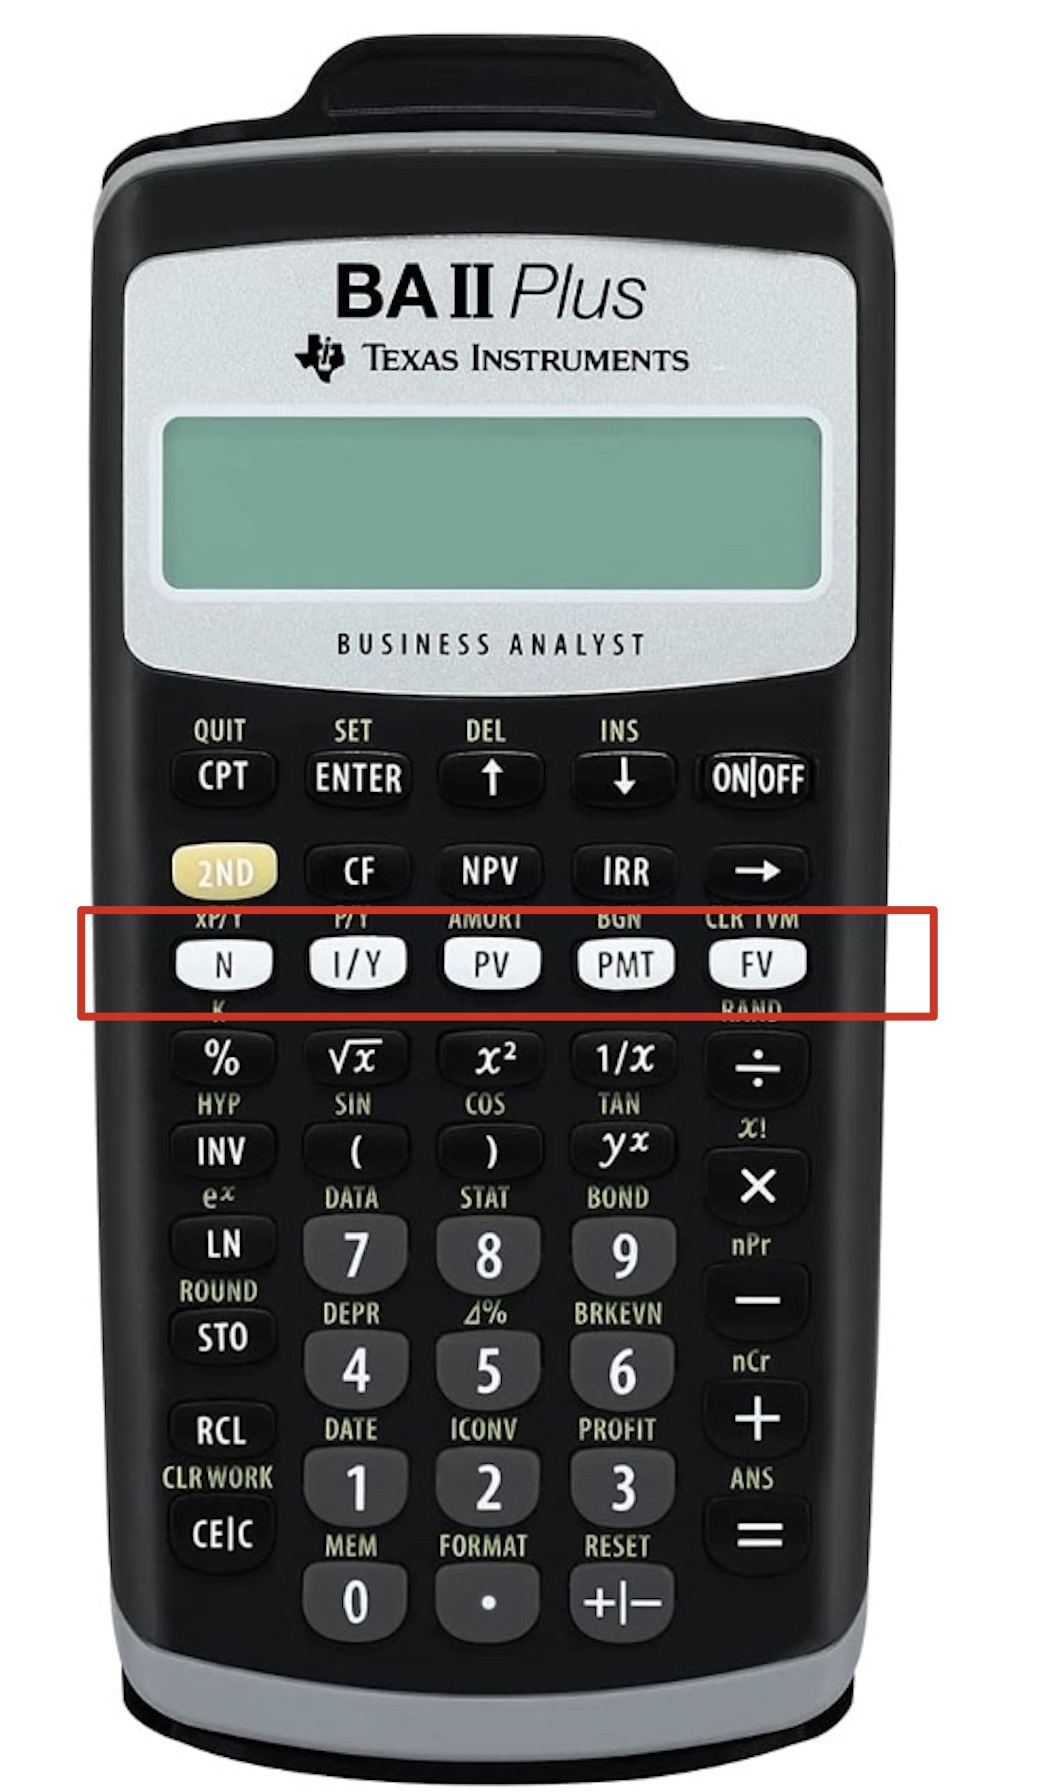 BA II Plus
TEXAS INSTRUMENTS
BUSINESS ANALYST
QUIT SET DEL INS
CPT ENTER ↑ ↓ ON|OFF
2ND CF NPV IRR →
xP/Y P/Y AMORT BGN CLR TVM
N I/Y PV PMT FV
K RAND
% √x x² 1/x ÷
HYP SIN COS TAN x!
INV ( ) yˣ ×
eˣ DATA STAT BOND nPr
LN 7 8 9 −
ROUND DEPR Δ% BRKEVN nCr
STO 4 5 6 +
RCL
DATE ICONV PROFIT ANS
CLR WORK
1 2 3 =
CE|C
MEM FORMAT RESET
0 . +|−